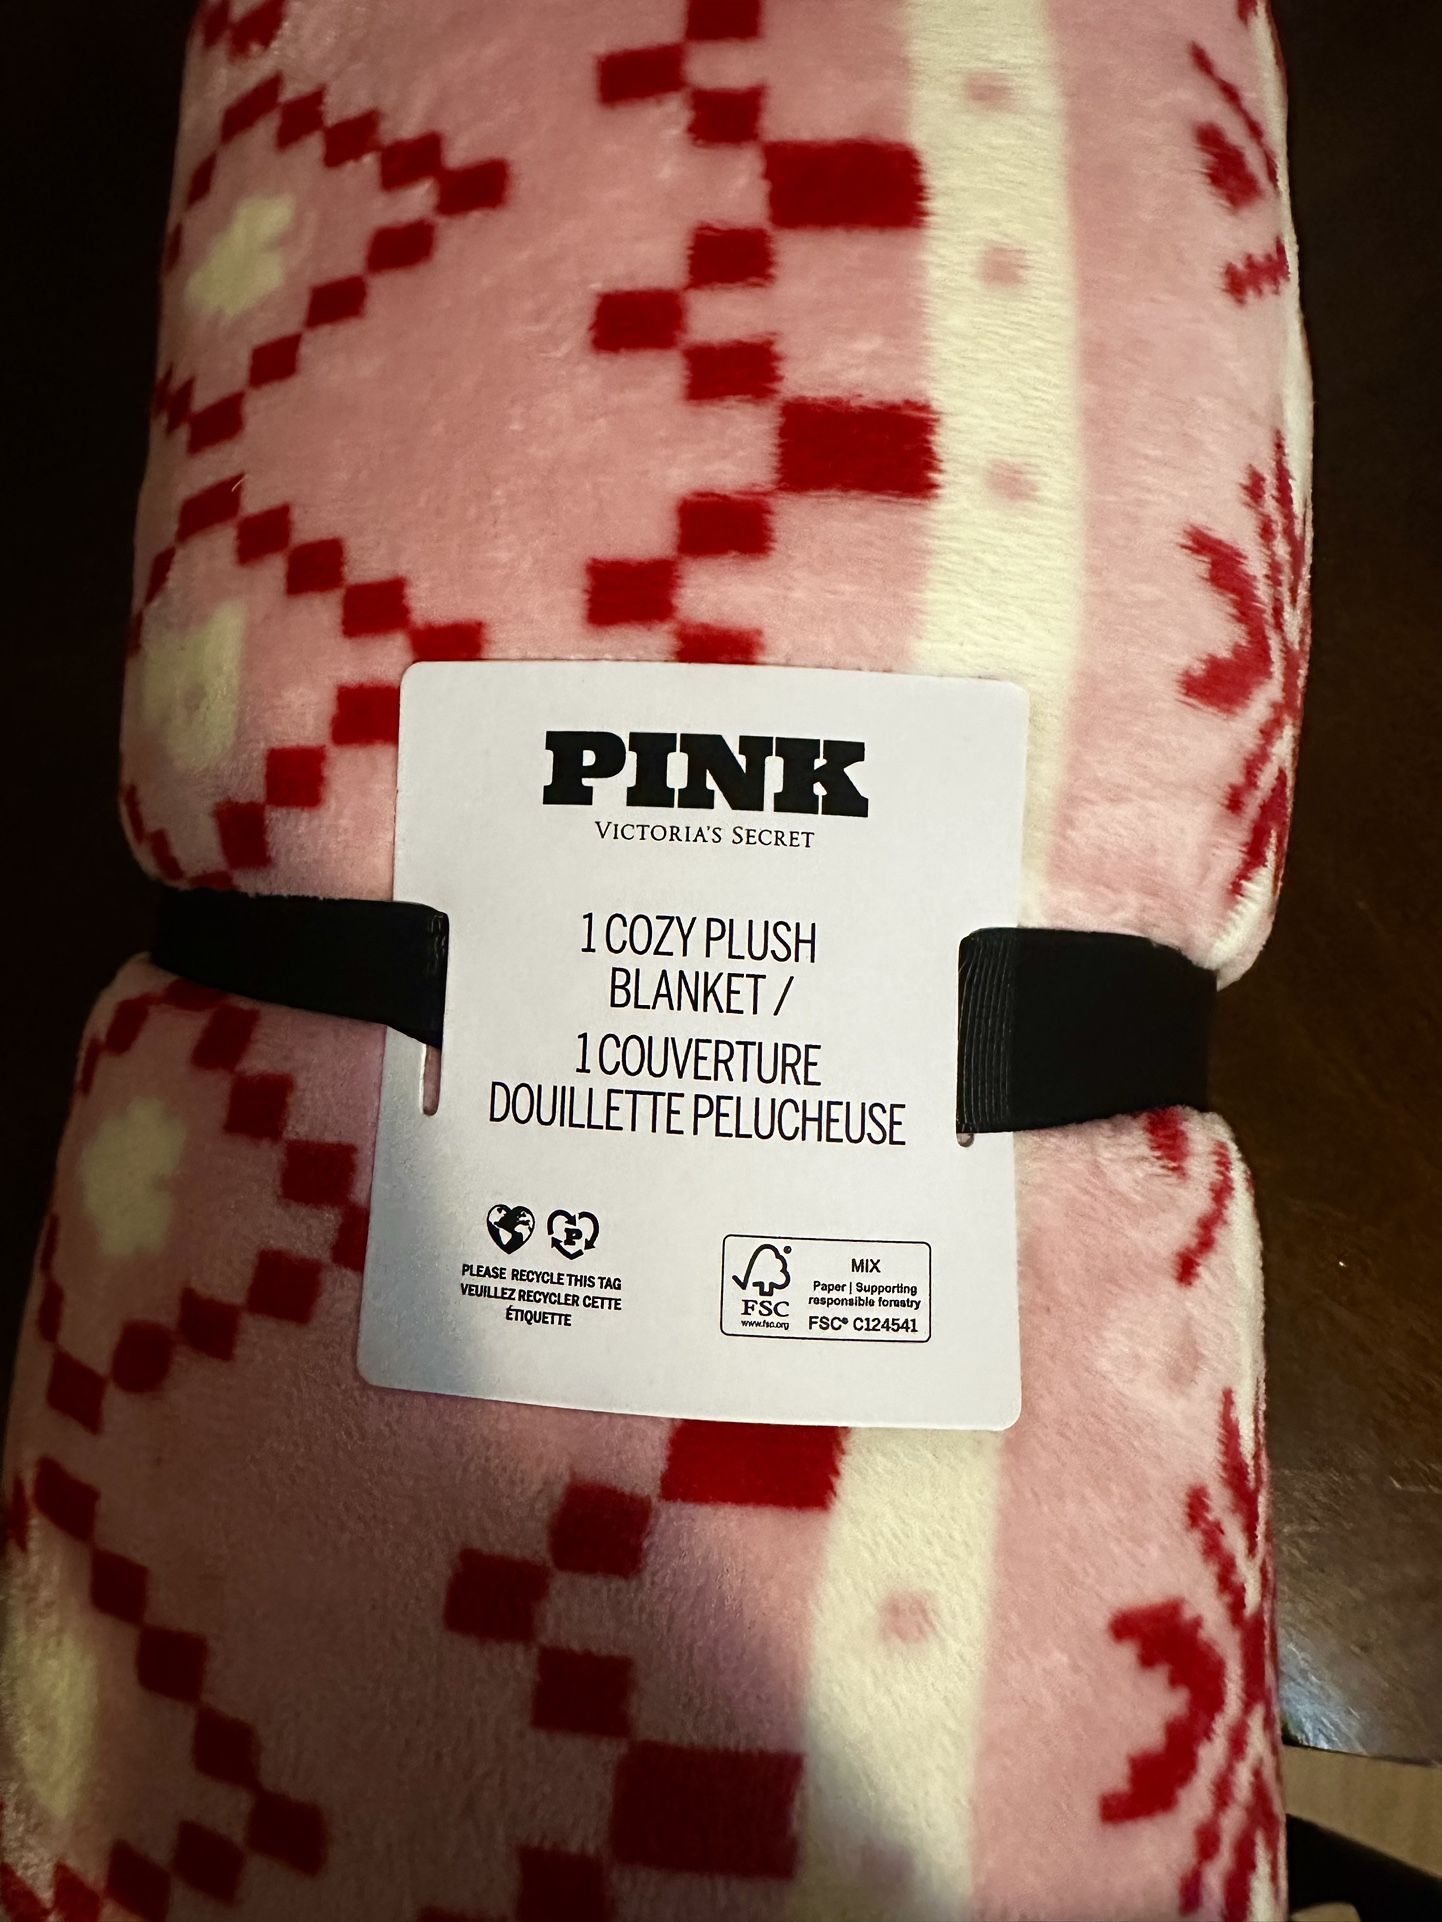 PINK
VICTORIA'S SECRET
1 COZY PLUSH
BLANKET /
1 COUVERTURE
DOUILLETTE PELUCHEUSE
P
PLEASE RECYCLE THIS TAG
VEUILLEZ RECYCLER CETTE
ÉTIQUETTE
®
FSC
www.fsc.org
MIX
Paper | Supporting
responsible forestry
FSC® C124541